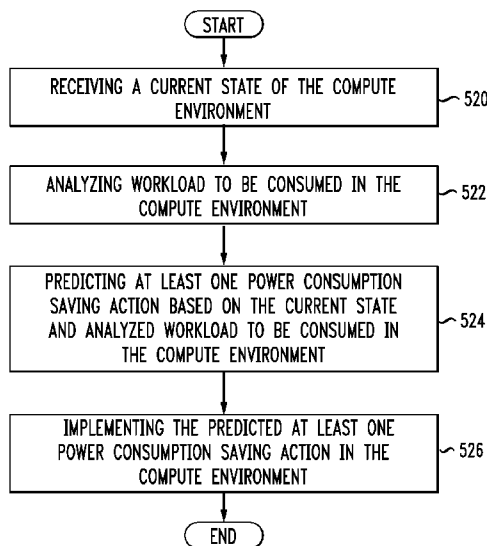 START
RECEIVING A CURRENT STATE OF THE COMPUTE
ENVIRONMENT
520
ANALYZING WORKLOAD TO BE CONSUMED IN THE
COMPUTE ENVIRONMENT
522
PREDICTING AT LEAST ONE POWER CONSUMPTION
SAVING ACTION BASED ON THE CURRENT STATE
AND ANALYZED WORKLOAD TO BE CONSUMED IN
THE COMPUTE ENVIRONMENT
524
IMPLEMENTING THE PREDICTED AT LEAST ONE
POWER CONSUMPTION SAVING ACTION IN THE
COMPUTE ENVIRONMENT
526
END